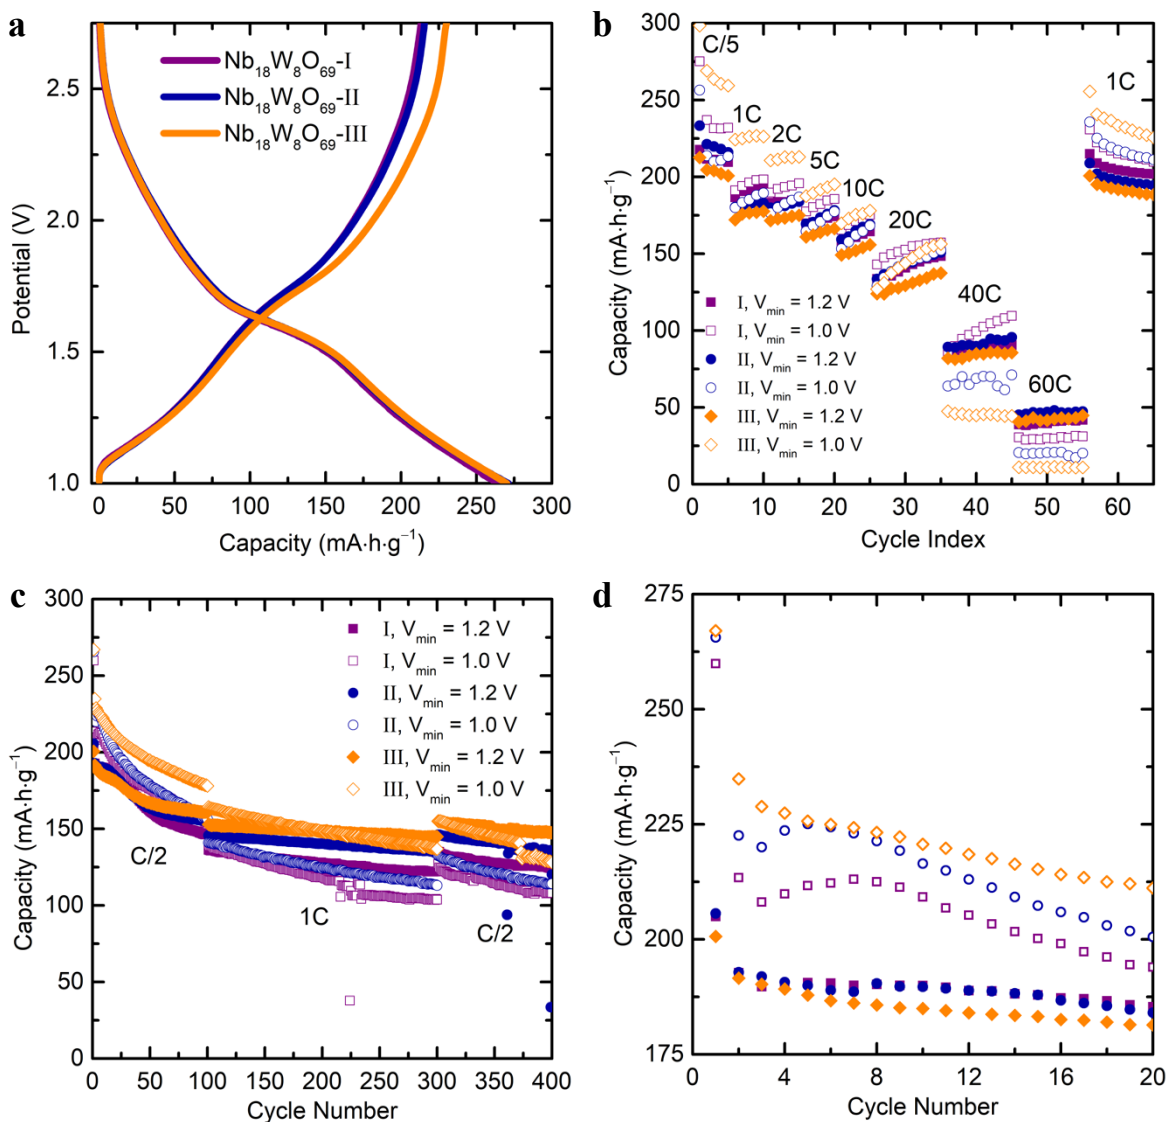 a
Nb18W8O69-I
Nb18W8O69-II
Nb18W8O69-III
2.5
2.0
1.5
1.0
Potential (V)
0 50 100 150 200 250 300
Capacity (mA·h·g−1)
b
300
250
200
150
100
50
0
Capacity (mA·h·g−1)
C/5
1C
2C
5C
10C
20C
40C
60C
1C
I, Vmin = 1.2 V
I, Vmin = 1.0 V
II, Vmin = 1.2 V
II, Vmin = 1.0 V
III, Vmin = 1.2 V
III, Vmin = 1.0 V
0 10 20 30 40 50 60
Cycle Index
c
300
250
200
150
100
50
0
Capacity (mA·h·g−1)
I, Vmin = 1.2 V
I, Vmin = 1.0 V
II, Vmin = 1.2 V
II, Vmin = 1.0 V
III, Vmin = 1.2 V
III, Vmin = 1.0 V
C/2
1C
C/2
0 50 100 150 200 250 300 350 400
Cycle Number
d
275
250
225
200
175
Capacity (mA·h·g−1)
0 4 8 12 16 20
Cycle Number